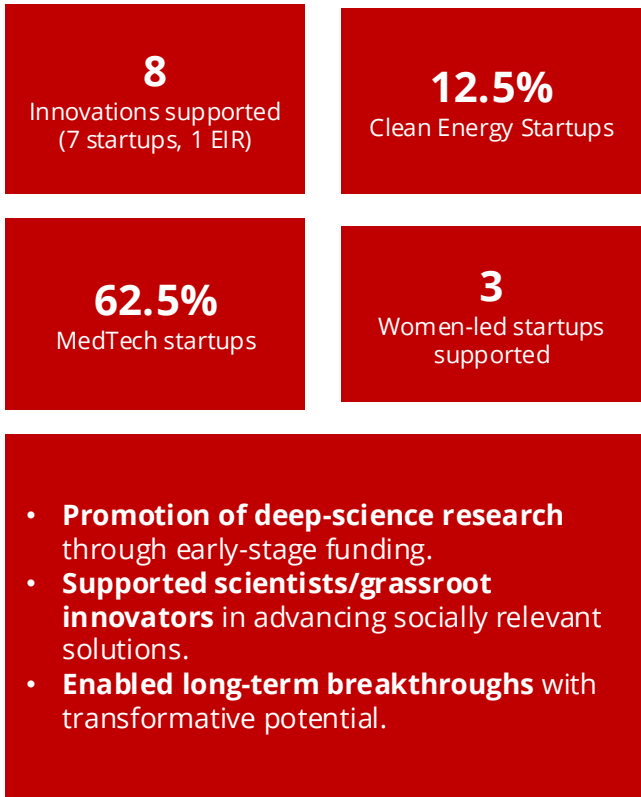 8
Innovations supported
(7 startups, 1 EIR)
12.5%
Clean Energy Startups
62.5%
MedTech startups
3
Women-led startups
supported
• Promotion of deep-science research
through early-stage funding.
• Supported scientists/grassroot
innovators in advancing socially relevant
solutions.
• Enabled long-term breakthroughs with
transformative potential.